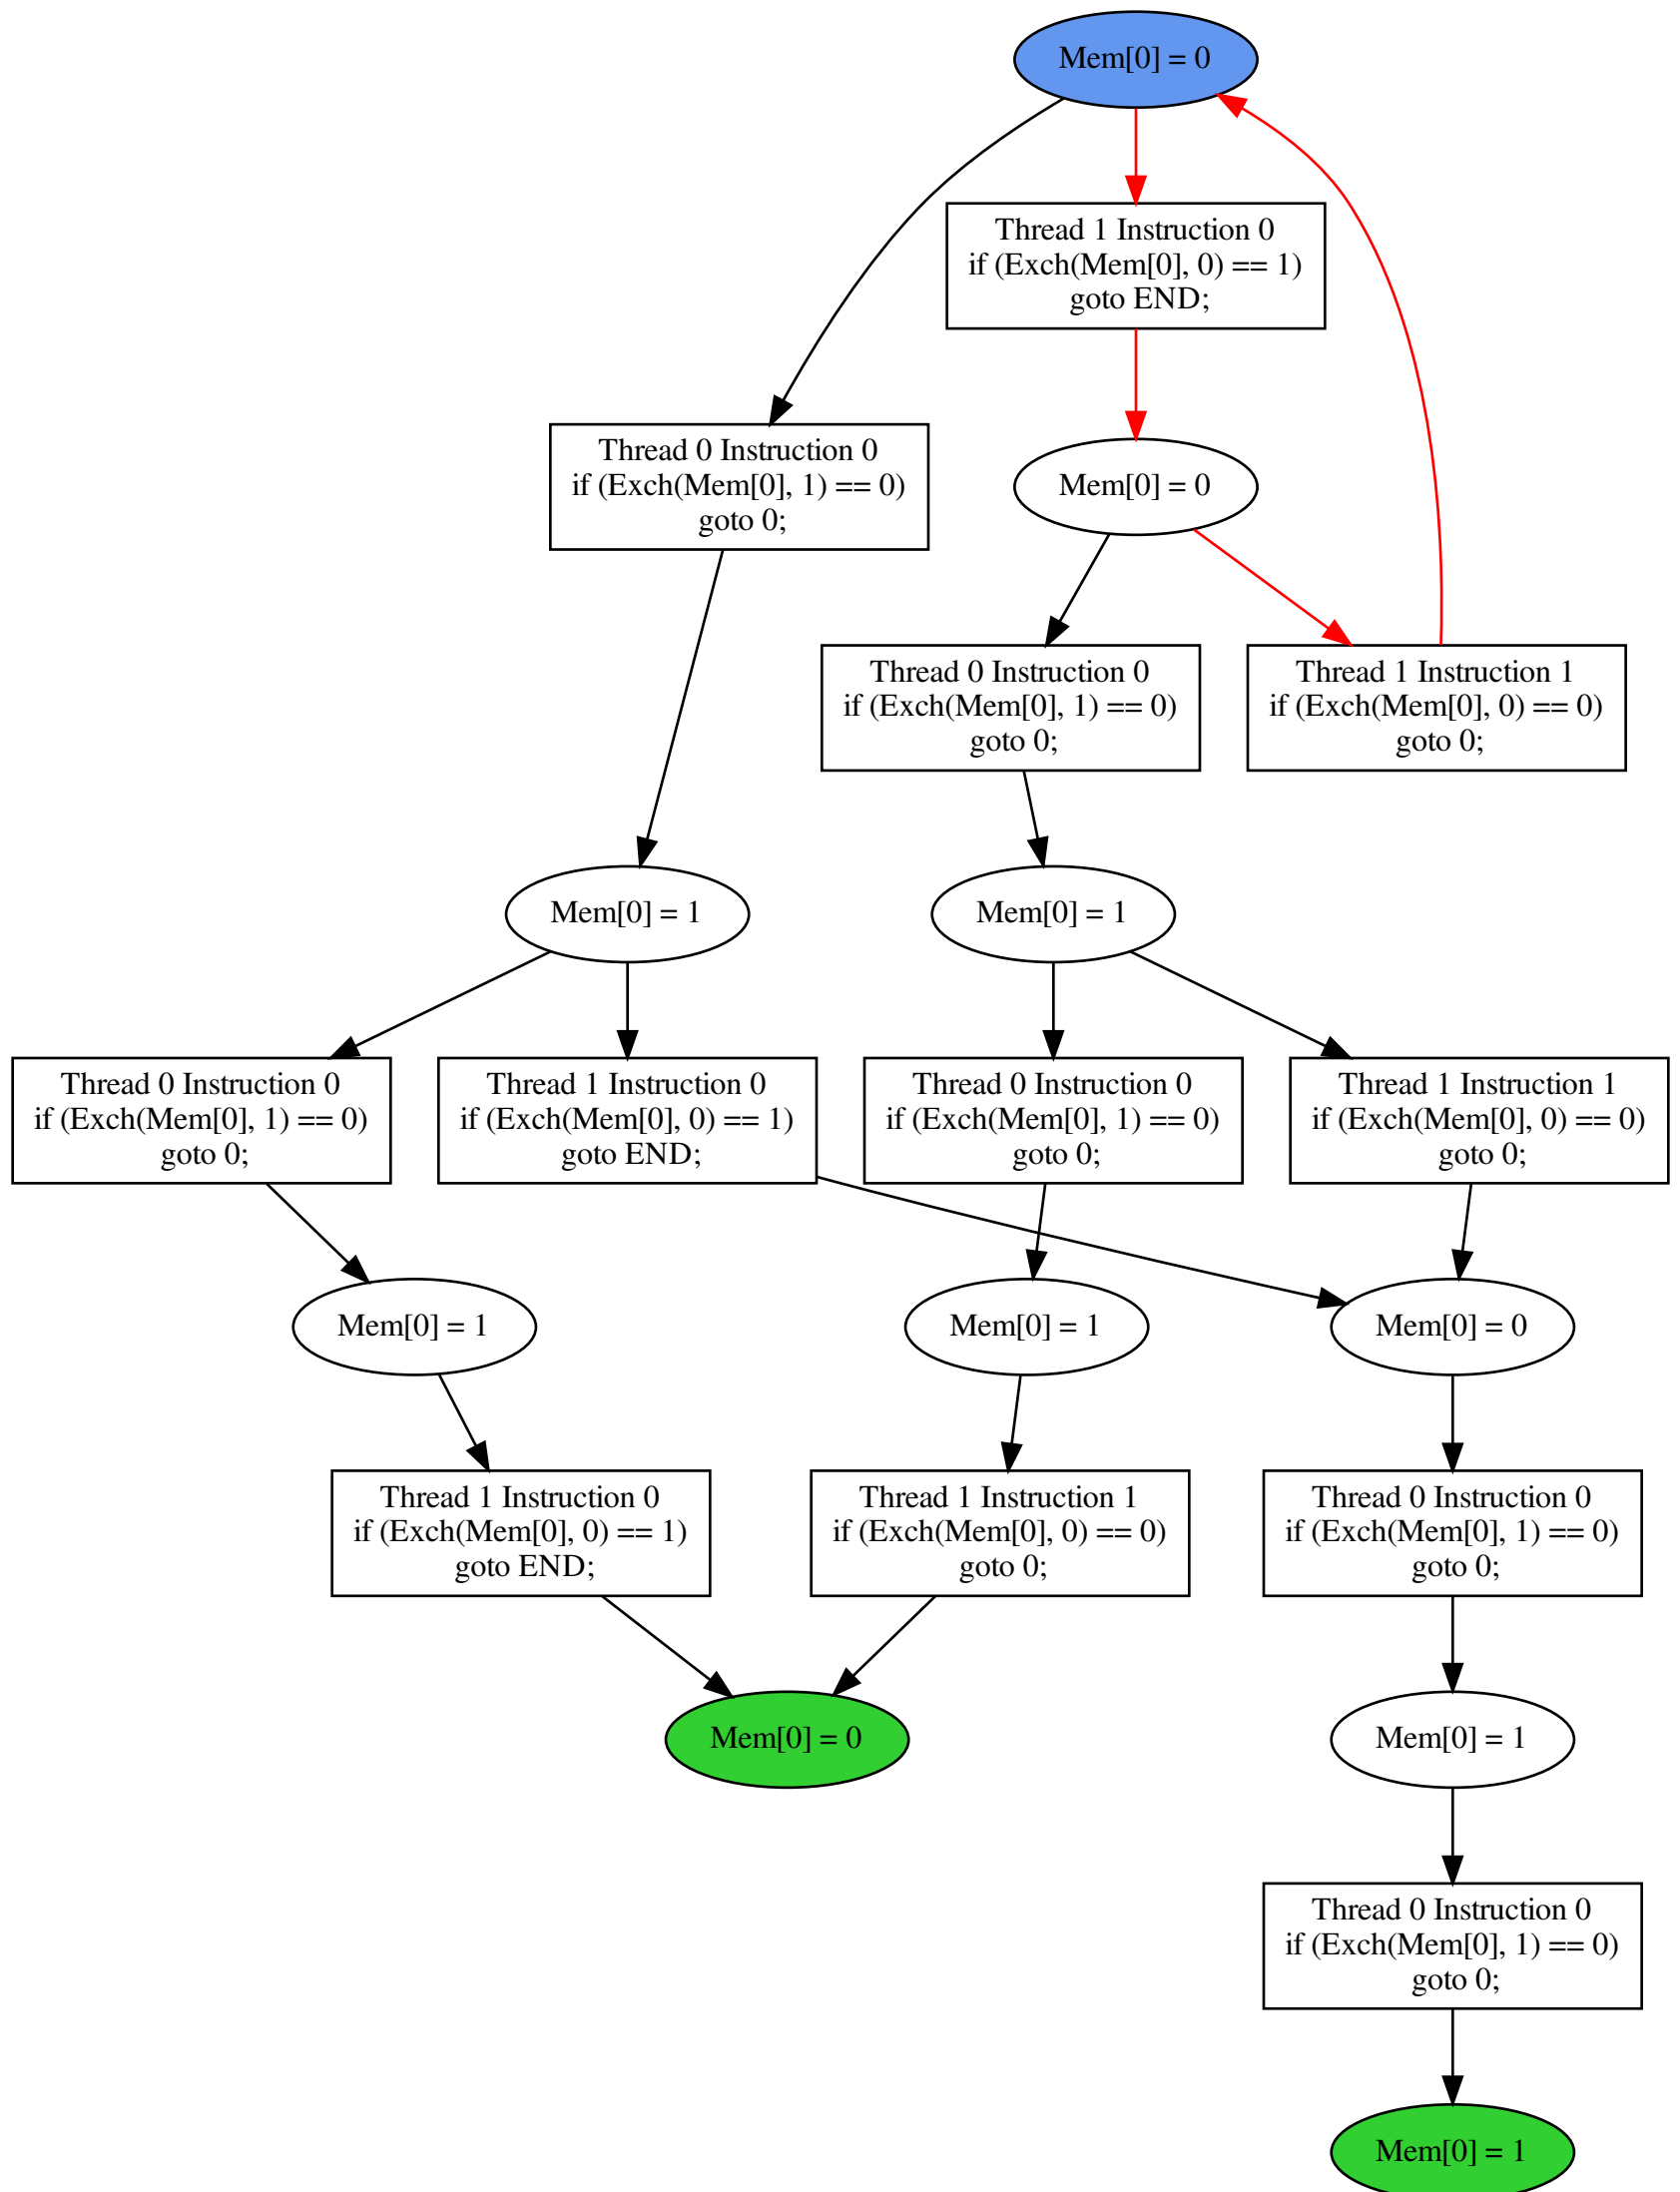 Mem[0] = 0
Thread 1 Instruction 0
if (Exch(Mem[0], 0) == 1)
goto END;
Thread 0 Instruction 0
if (Exch(Mem[0], 1) == 0)
goto 0;
Mem[0] = 0
Thread 0 Instruction 0
if (Exch(Mem[0], 1) == 0)
goto 0;
Thread 1 Instruction 1
if (Exch(Mem[0], 0) == 0)
goto 0;
Mem[0] = 1
Mem[0] = 1
Thread 0 Instruction 0
if (Exch(Mem[0], 1) == 0)
goto 0;
Thread 1 Instruction 0
if (Exch(Mem[0], 0) == 1)
goto END;
Thread 0 Instruction 0
if (Exch(Mem[0], 1) == 0)
goto 0;
Thread 1 Instruction 1
if (Exch(Mem[0], 0) == 0)
goto 0;
Mem[0] = 1
Mem[0] = 1
Mem[0] = 0
Thread 1 Instruction 0
if (Exch(Mem[0], 0) == 1)
goto END;
Thread 1 Instruction 1
if (Exch(Mem[0], 0) == 0)
goto 0;
Thread 0 Instruction 0
if (Exch(Mem[0], 1) == 0)
goto 0;
Mem[0] = 0
Mem[0] = 1
Thread 0 Instruction 0
if (Exch(Mem[0], 1) == 0)
goto 0;
Mem[0] = 1